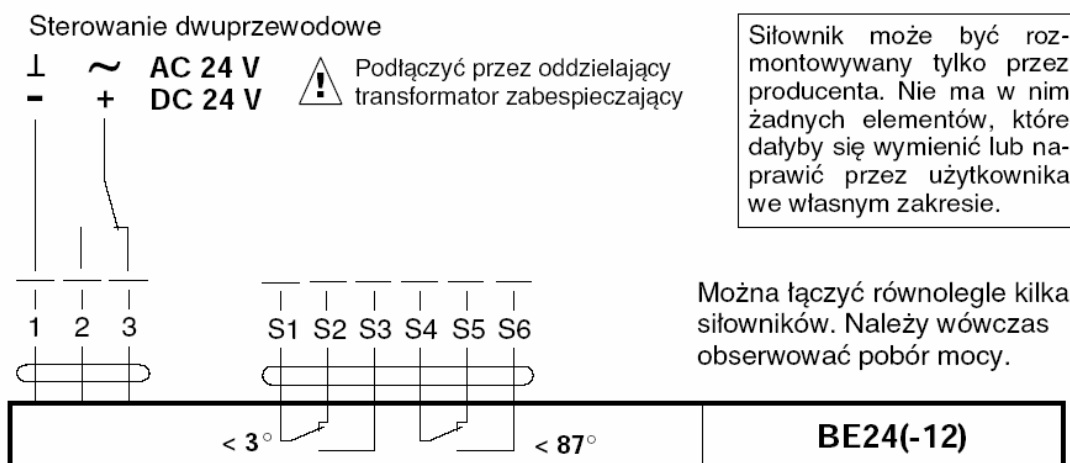 Sterowanie dwuprzewodowe
⊥ ~ AC 24 V
- + DC 24 V
! Podłączyć przez oddzielający
transformator zabespieczający
Siłownik może być roz-
montowywany tylko przez
producenta. Nie ma w nim
żadnych elementów, które
dałyby się wymienić lub na-
prawić przez użytkownika
we własnym zakresie.
Można łączyć równolegle kilka
siłowników. Należy wówczas
obserwować pobór mocy.
1 2 3 S1 S2 S3 S4 S5 S6
< 3° < 87° BE24(-12)